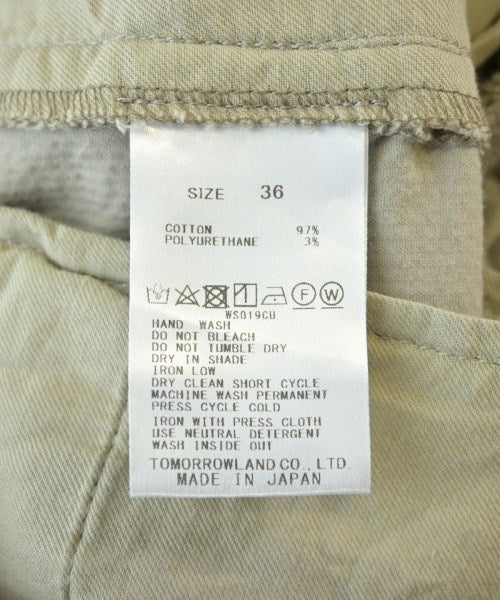 SIZE 36
COTTON 97%
POLYURETHANE 3%
F W
WS019CU
HAND WASH
DO NOT BLEACH
DO NOT TUMBLE DRY
DRY IN SHADE
IRON LOW
DRY CLEAN SHORT CYCLE
MACHINE WASH PERMANENT
PRESS CYCLE COLD
IRON WITH PRESS CLOTH
USE NEUTRAL DETERGENT
WASH INSIDE OUT
TOMORROWLAND CO., LTD.
MADE IN JAPAN